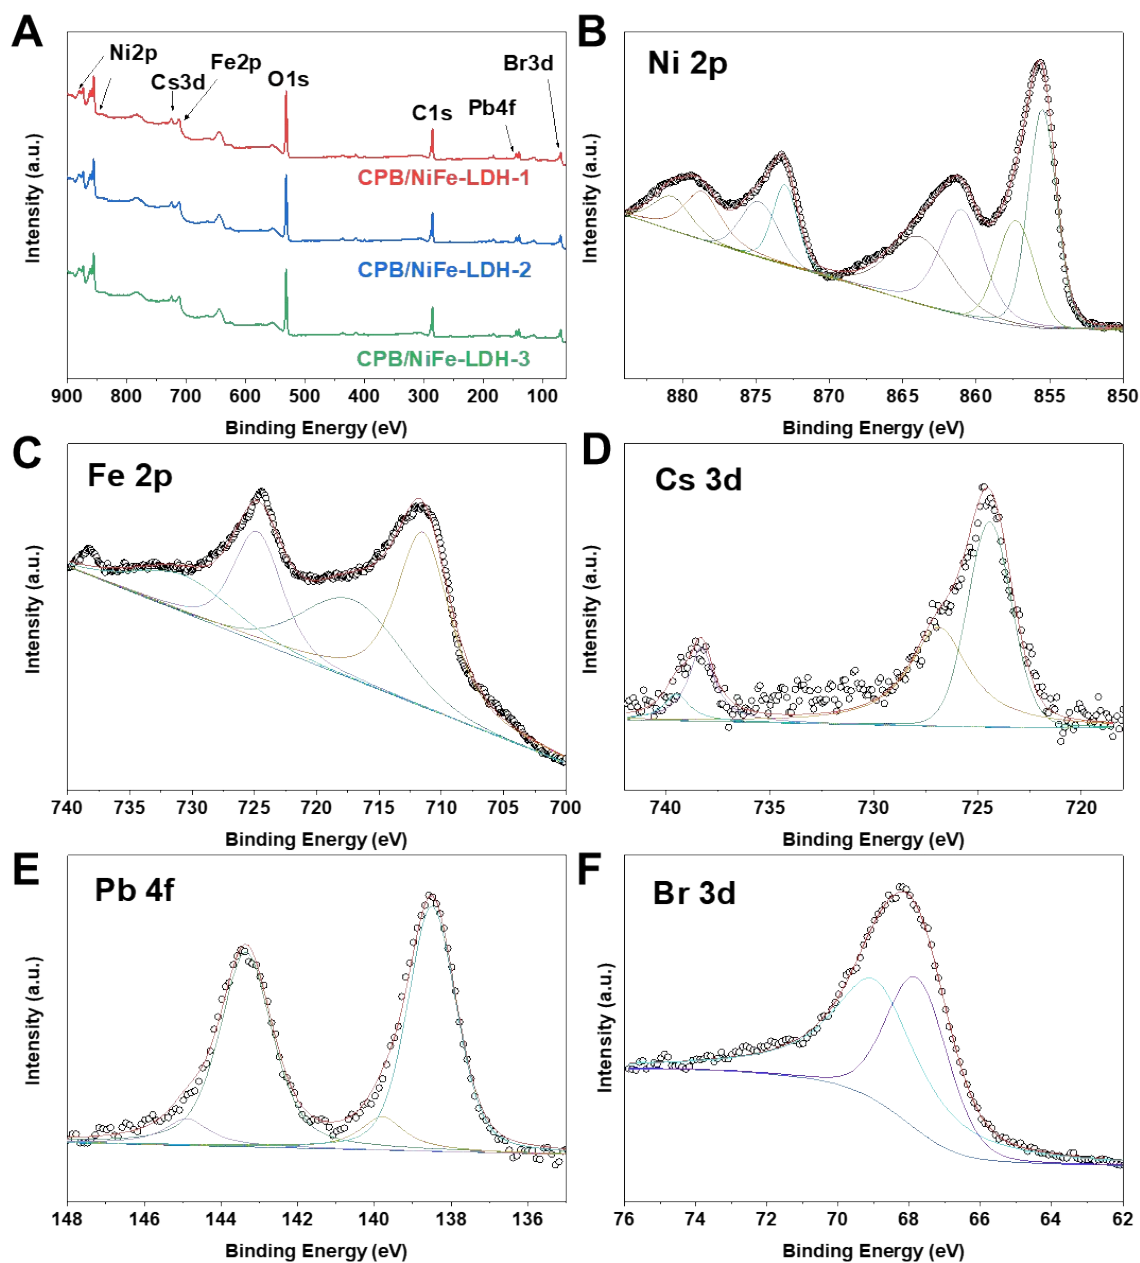 A
Ni2p
Cs3d
Fe2p
O1s
C1s
Pb4f
Br3d
CPB/NiFe-LDH-1
CPB/NiFe-LDH-2
CPB/NiFe-LDH-3
Intensity (a.u.)
900 800 700 600 500 400 300 200 100
Binding Energy (eV)
B
Ni 2p
Intensity (a.u.)
880 875 870 865 860 855 850
Binding Energy (eV)
C
Fe 2p
Intensity (a.u.)
740 735 730 725 720 715 710 705 700
Binding Energy (eV)
D
Cs 3d
Intensity (a.u.)
740 735 730 725 720
Binding Energy (eV)
E
Pb 4f
Intensity (a.u.)
148 146 144 142 140 138 136
Binding Energy (eV)
F
Br 3d
Intensity (a.u.)
76 74 72 70 68 66 64 62
Binding Energy (eV)